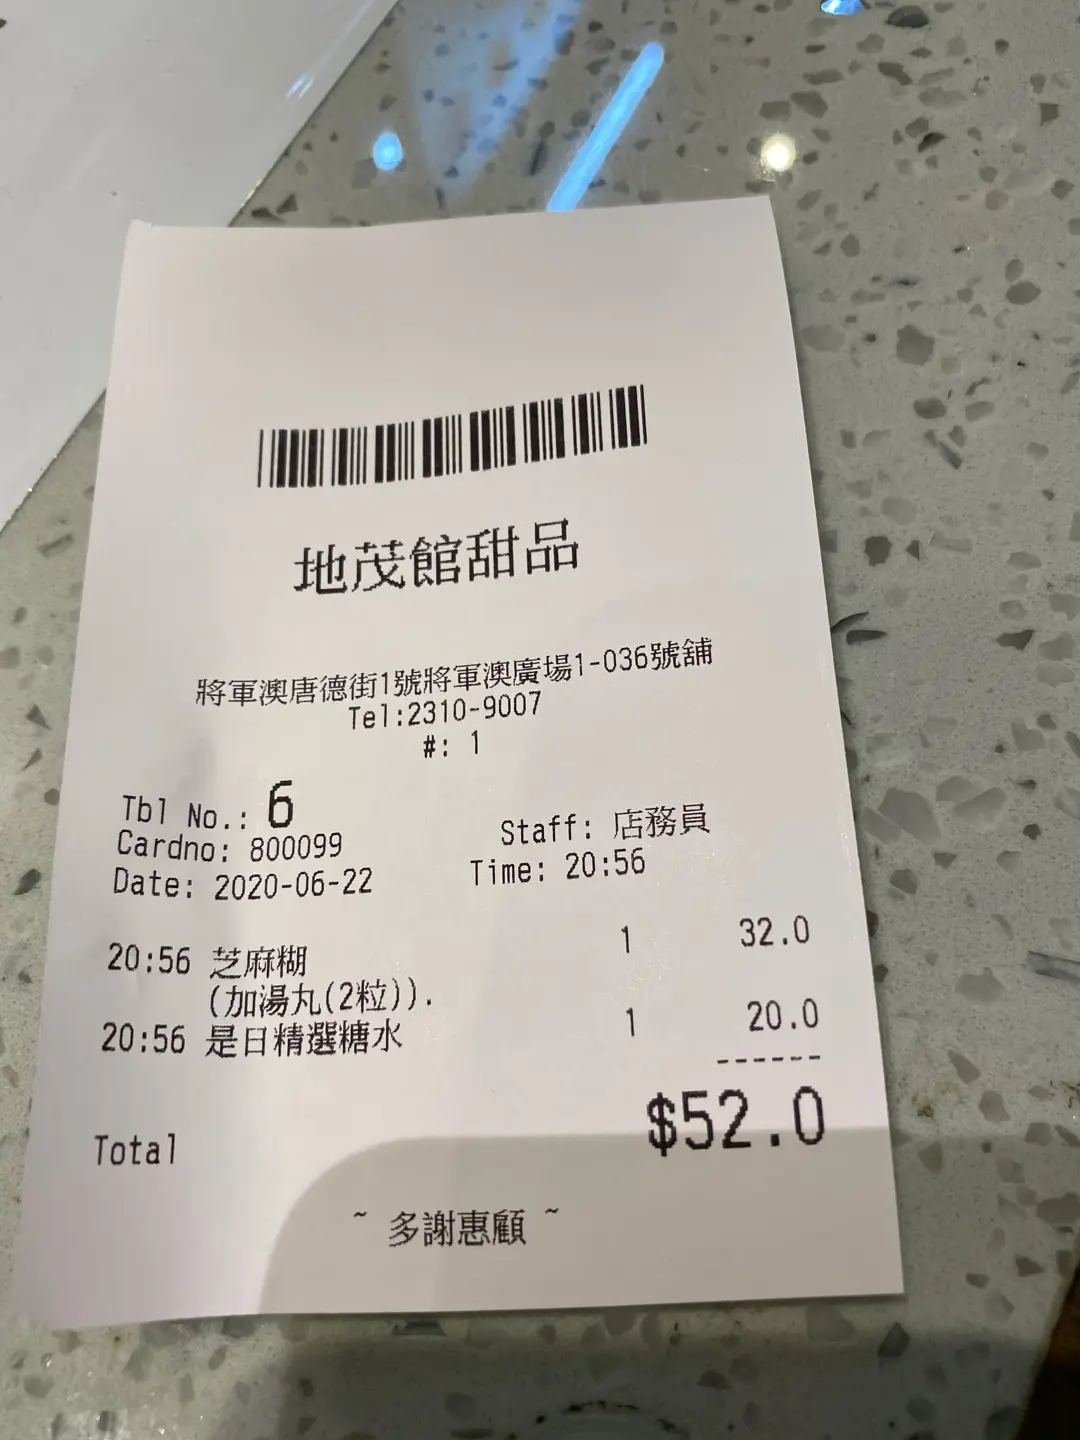 地茂館甜品
將軍澳唐德街1號將軍澳廣場1-036號舖
Tel:2310-9007
#: 1
Tbl No.: 6
Cardno: 800099 Staff: 店務員
Date: 2020-06-22 Time: 20:56
20:56 芝麻糊 1 32.0
(加湯丸(2粒)).
20:56 是日精選糖水 1 20.0
------
Total $52.0
~ 多謝惠顧 ~